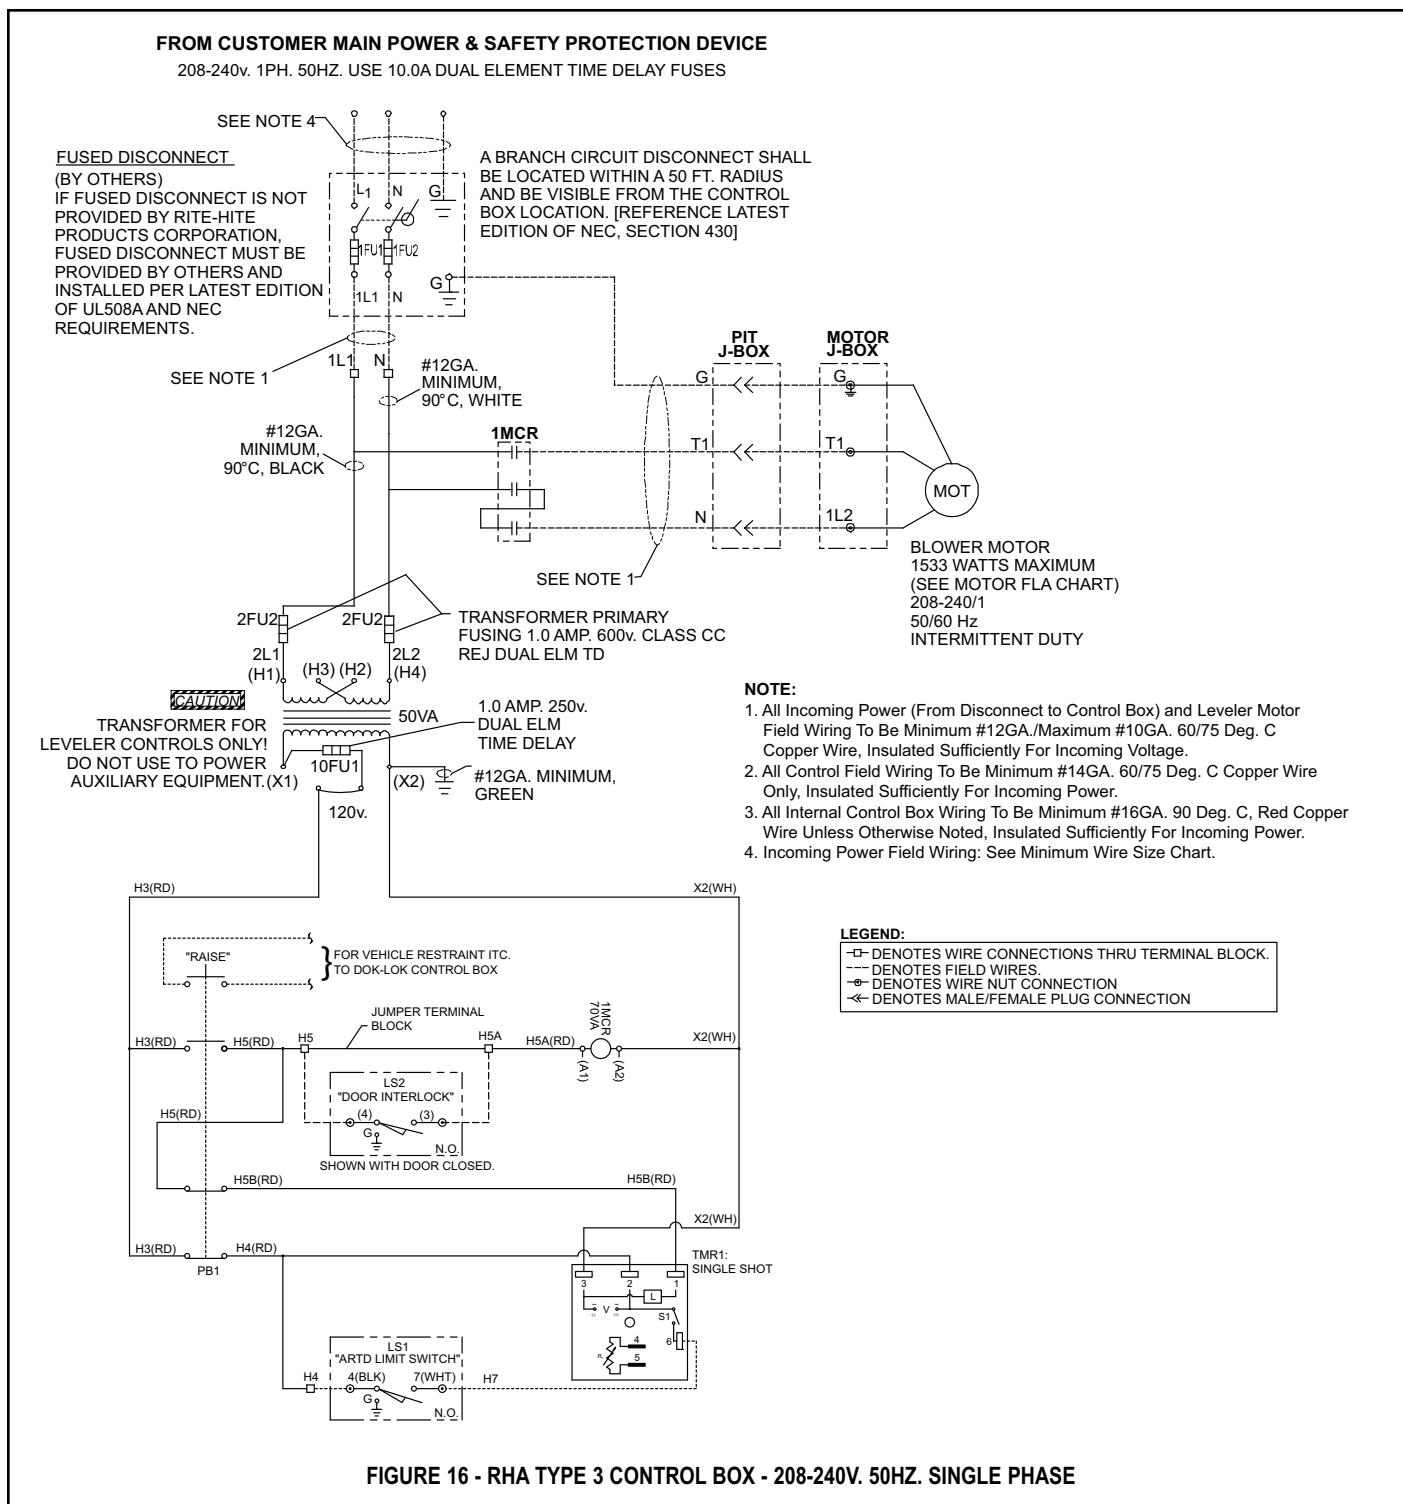 FROM CUSTOMER MAIN POWER & SAFETY PROTECTION DEVICE
208-240v. 1PH. 50HZ. USE 10.0A DUAL ELEMENT TIME DELAY FUSES
SEE NOTE 4
FUSED DISCONNECT
(BY OTHERS)
IF FUSED DISCONNECT IS NOT
PROVIDED BY RITE-HITE
PRODUCTS CORPORATION,
FUSED DISCONNECT MUST BE
PROVIDED BY OTHERS AND
INSTALLED PER LATEST EDITION
OF UL508A AND NEC
REQUIREMENTS.
L1 N G
1FU1 1FU2
G
1L1 N
A BRANCH CIRCUIT DISCONNECT SHALL
BE LOCATED WITHIN A 50 FT. RADIUS
AND BE VISIBLE FROM THE CONTROL
BOX LOCATION. [REFERENCE LATEST
EDITION OF NEC, SECTION 430]
SEE NOTE 1
1L1 N
#12GA.
MINIMUM,
90°C, WHITE
#12GA.
MINIMUM,
90°C, BLACK
1MCR
PIT
J-BOX
MOTOR
J-BOX
G G
T1 T1
N 1L2
MOT
SEE NOTE 1
BLOWER MOTOR
1533 WATTS MAXIMUM
(SEE MOTOR FLA CHART)
208-240/1
50/60 Hz
INTERMITTENT DUTY
2FU2 2FU2
TRANSFORMER PRIMARY
FUSING 1.0 AMP. 600v. CLASS CC
REJ DUAL ELM TD
2L1 2L2
(H1) (H3) (H2) (H4)
CAUTION
TRANSFORMER FOR
LEVELER CONTROLS ONLY!
DO NOT USE TO POWER
AUXILIARY EQUIPMENT.
50VA
1.0 AMP. 250v.
DUAL ELM
TIME DELAY
10FU1
(X1) (X2)
#12GA. MINIMUM,
GREEN
120v.
NOTE:
1. All Incoming Power (From Disconnect to Control Box) and Leveler Motor
Field Wiring To Be Minimum #12GA./Maximum #10GA. 60/75 Deg. C
Copper Wire, Insulated Sufficiently For Incoming Voltage.
2. All Control Field Wiring To Be Minimum #14GA. 60/75 Deg. C Copper Wire
Only, Insulated Sufficiently For Incoming Power.
3. All Internal Control Box Wiring To Be Minimum #16GA. 90 Deg. C, Red Copper
Wire Unless Otherwise Noted, Insulated Sufficiently For Incoming Power.
4. Incoming Power Field Wiring: See Minimum Wire Size Chart.
H3(RD) X2(WH)
"RAISE"
FOR VEHICLE RESTRAINT ITC.
TO DOK-LOK CONTROL BOX
LEGEND:
DENOTES WIRE CONNECTIONS THRU TERMINAL BLOCK.
DENOTES FIELD WIRES.
DENOTES WIRE NUT CONNECTION
DENOTES MALE/FEMALE PLUG CONNECTION
JUMPER TERMINAL
BLOCK
1MCR
70VA
H3(RD) H5(RD) H5 H5A H5A(RD) X2(WH)
(A1) (A2)
LS2
"DOOR INTERLOCK"
(4) (3)
G
N.O.
SHOWN WITH DOOR CLOSED.
H5(RD)
H5B(RD) H5B(RD)
X2(WH)
H3(RD) H4(RD)
PB1
TMR1:
SINGLE SHOT
3 2 1
L
V
S1
4
5
6
R
LS1
"ARTD LIMIT SWITCH"
H4 4(BLK) 7(WHT) H7
G
N.O.
FIGURE 16 - RHA TYPE 3 CONTROL BOX - 208-240V. 50HZ. SINGLE PHASE